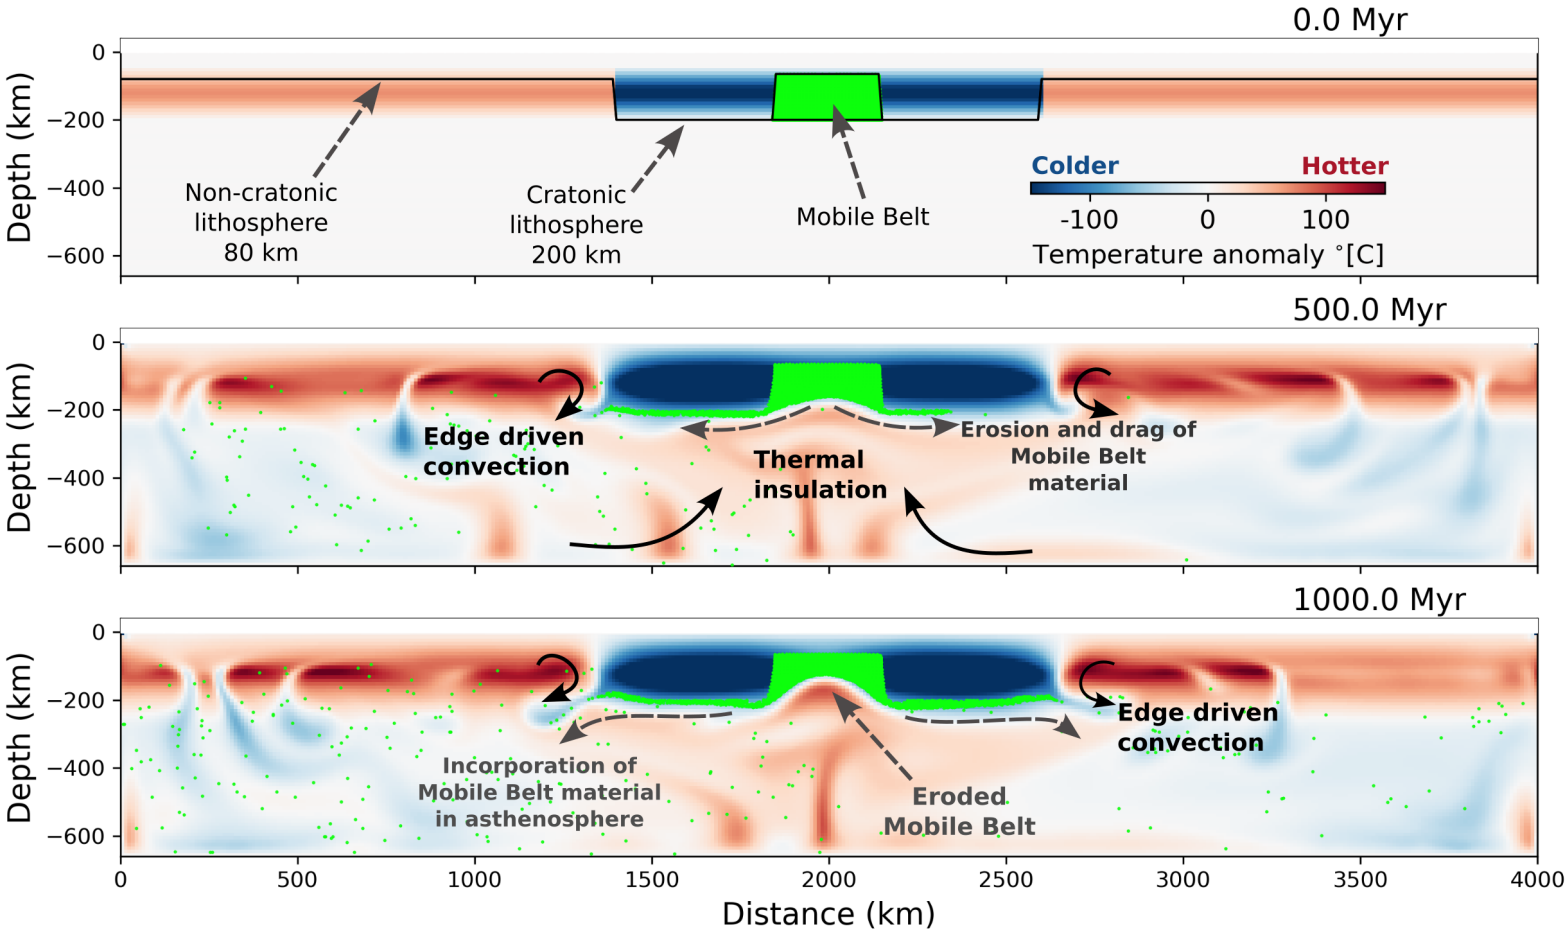 0.0 Myr
0
−200
−400
−600
Depth (km)
Non-cratonic
lithosphere
80 km
Cratonic
lithosphere
200 km
Mobile Belt
Colder
Hotter
-100
0
100
Temperature anomaly °[C]
500.0 Myr
0
−200
−400
−600
Depth (km)
Edge driven
convection
Thermal
insulation
Erosion and drag of
Mobile Belt
material
1000.0 Myr
0
−200
−400
−600
Depth (km)
Incorporation of
Mobile Belt material
in asthenosphere
Eroded
Mobile Belt
Edge driven
convection
0
500
1000
1500
2000
2500
3000
3500
4000
Distance (km)